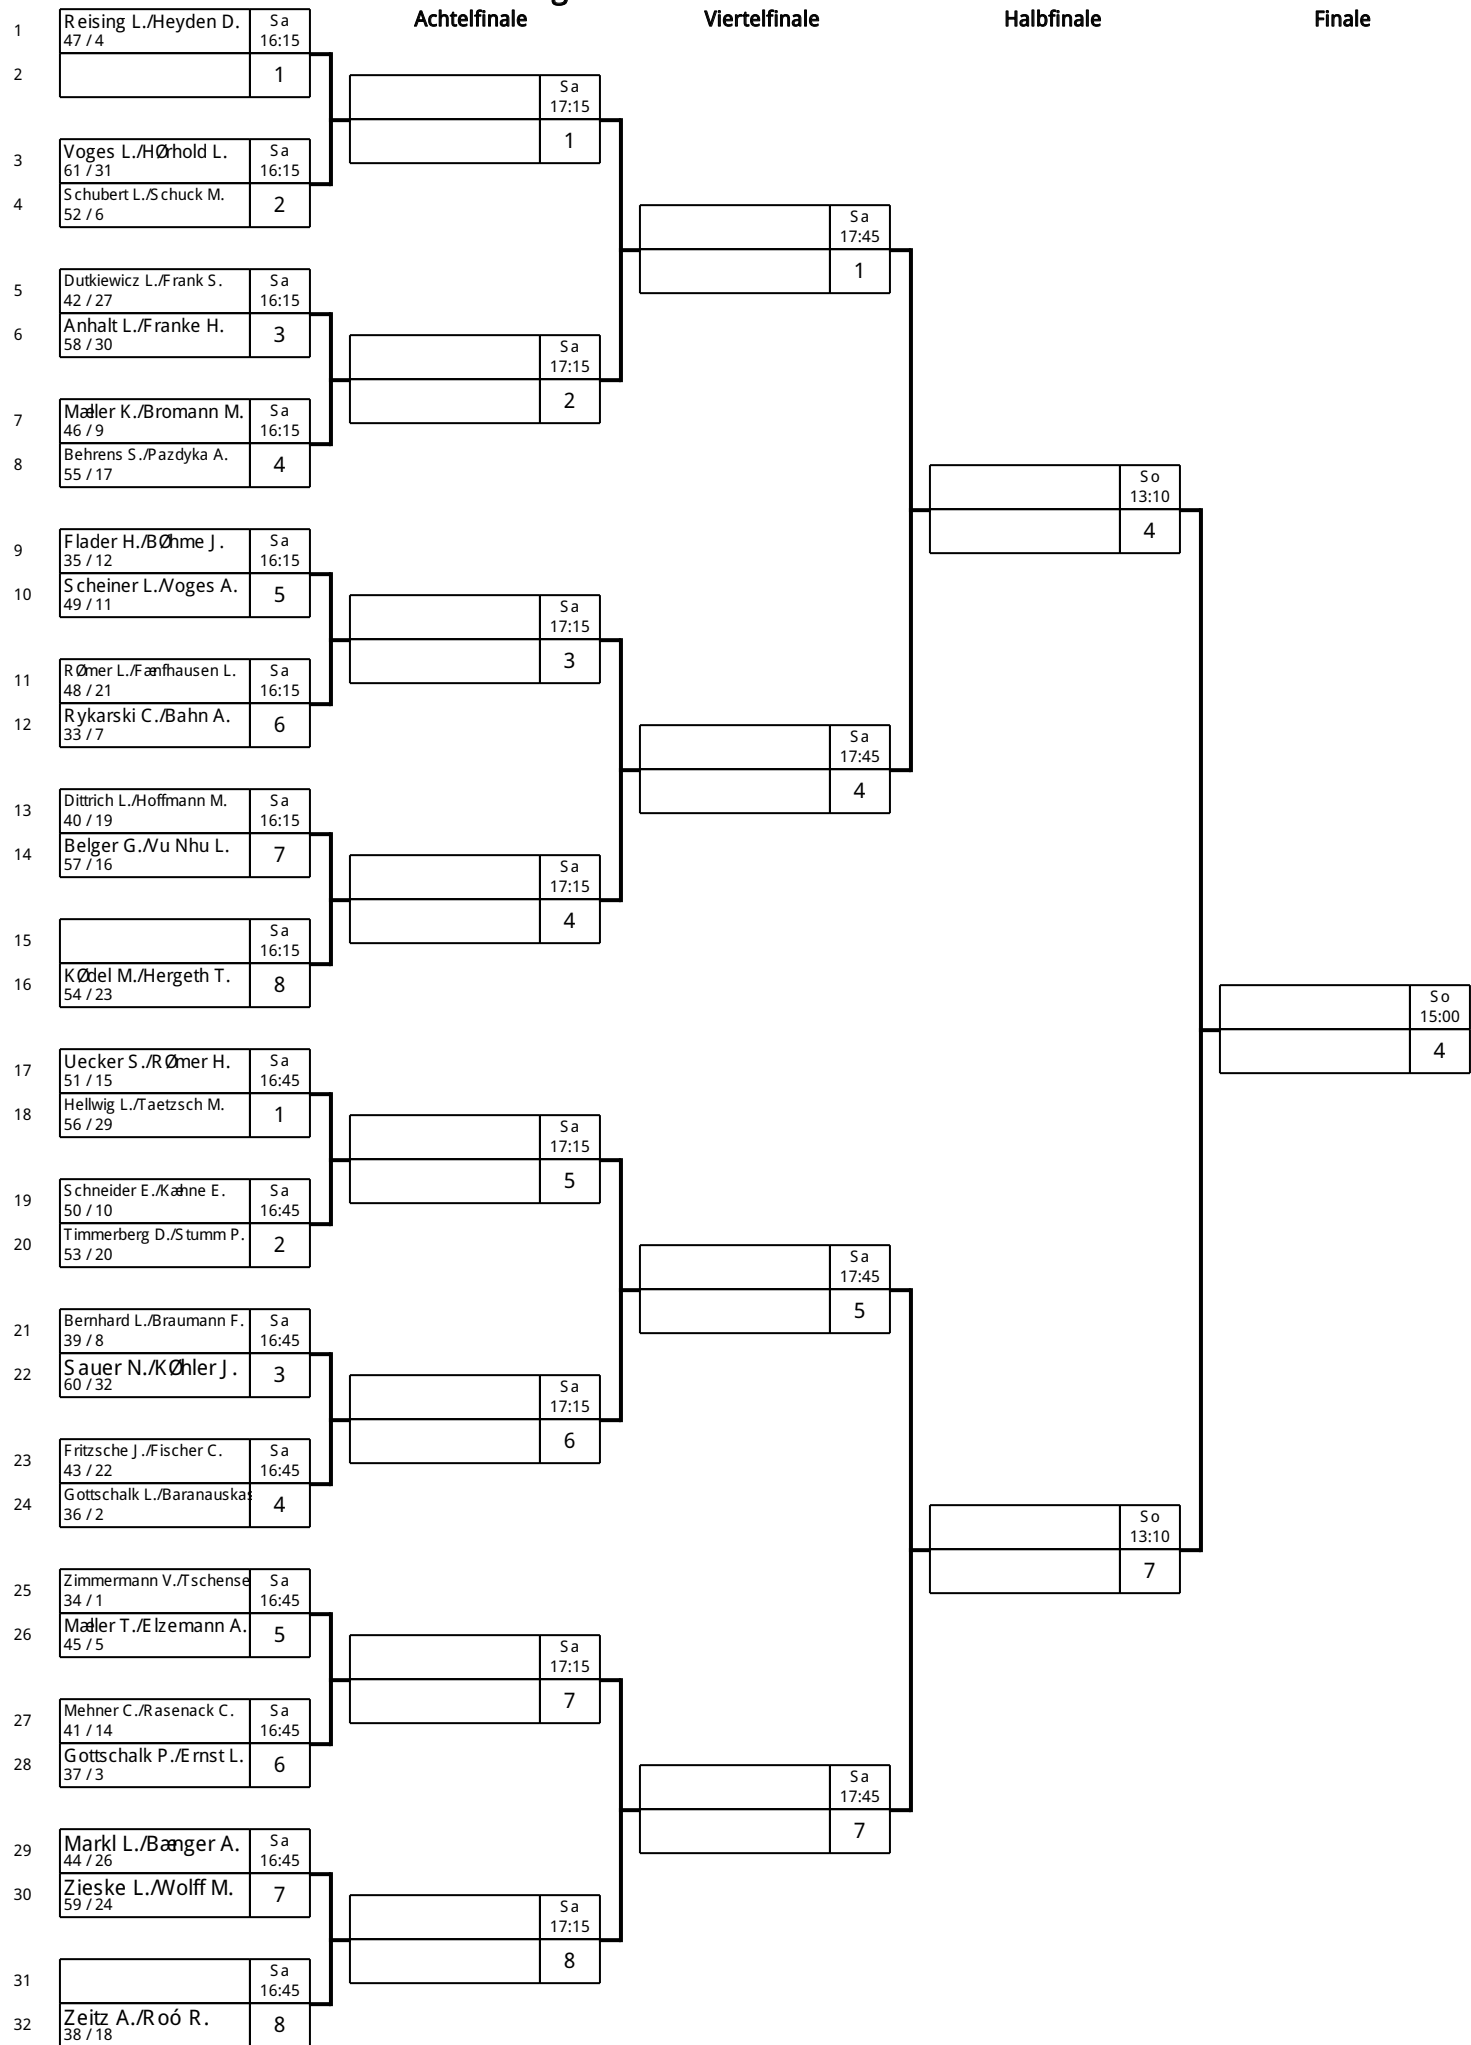 Achtelfinale
Viertelfinale
Halbfinale
Finale
1
Reising L./Heyden D.
47 / 4
Sa
16:15
2
1
Sa
17:15
1
3
Voges L./HØrhold L.
61 / 31
Sa
16:15
4
Schubert L./Schuck M.
52 / 6
2
Sa
17:45
1
5
Dutkiewicz L./Frank S.
42 / 27
Sa
16:15
6
Anhalt L./Franke H.
58 / 30
3
Sa
17:15
2
7
Mæller K./Bromann M.
46 / 9
Sa
16:15
8
Behrens S./Pazdyka A.
55 / 17
4
So
13:10
4
9
Flader H./BØhme J.
35 / 12
Sa
16:15
10
Scheiner L./Voges A.
49 / 11
5
Sa
17:15
3
11
RØmer L./Fænfhausen L.
48 / 21
Sa
16:15
12
Rykarski C./Bahn A.
33 / 7
6
Sa
17:45
4
13
Dittrich L./Hoffmann M.
40 / 19
Sa
16:15
14
Belger G./Vu Nhu L.
57 / 16
7
Sa
17:15
4
15
Sa
16:15
16
KØdel M./Hergeth T.
54 / 23
8
So
15:00
4
17
Uecker S./RØmer H.
51 / 15
Sa
16:45
18
Hellwig L./Taetzsch M.
56 / 29
1
Sa
17:15
5
19
Schneider E./Kæhne E.
50 / 10
Sa
16:45
20
Timmerberg D./Stumm P.
53 / 20
2
Sa
17:45
5
21
Bernhard L./Braumann F.
39 / 8
Sa
16:45
22
Sauer N./KØhler J.
60 / 32
3
Sa
17:15
6
23
Fritzsche J./Fischer C.
43 / 22
Sa
16:45
24
Gottschalk L./Baranauskas
36 / 2
4
So
13:10
7
25
Zimmermann V./Tschense
34 / 1
Sa
16:45
26
Mæller T./Elzemann A.
45 / 5
5
Sa
17:15
7
27
Mehner C./Rasenack C.
41 / 14
Sa
16:45
28
Gottschalk P./Ernst L.
37 / 3
6
Sa
17:45
7
29
Markl L./Bænger A.
44 / 26
Sa
16:45
30
Zieske L./Wolff M.
59 / 24
7
Sa
17:15
8
31
Sa
16:45
32
Zeitz A./Roó R.
38 / 18
8